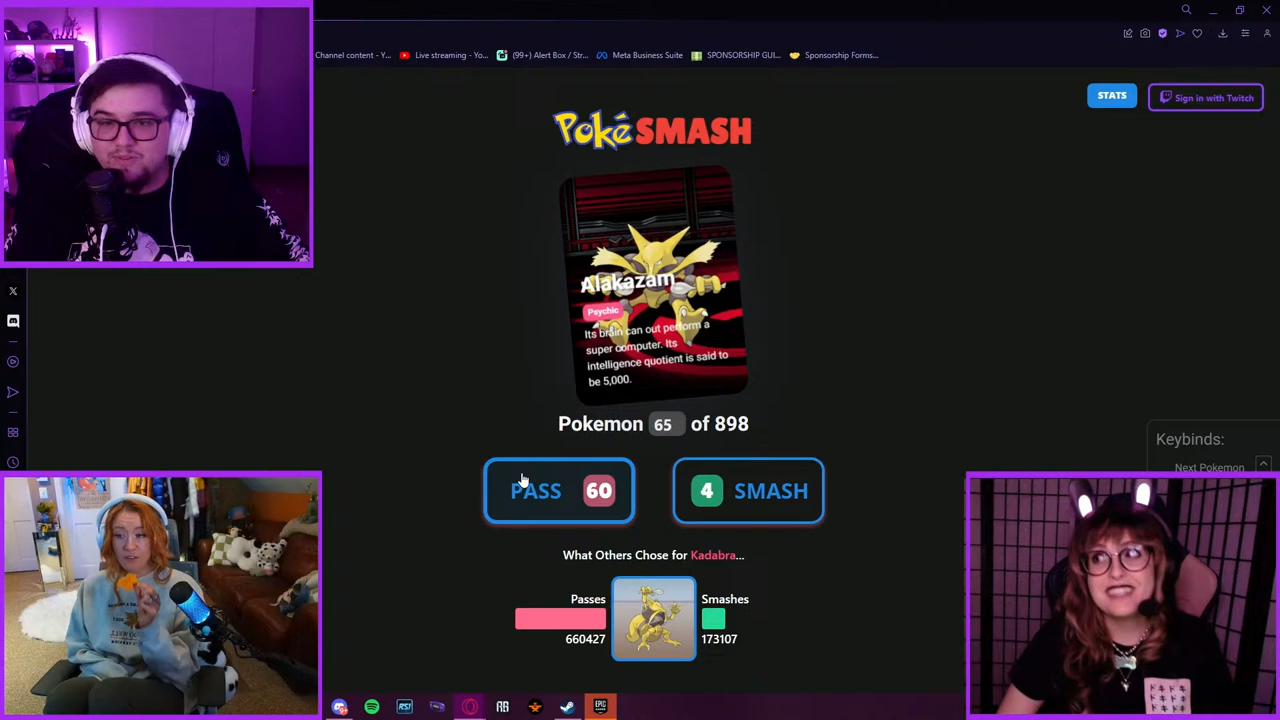 Channel content - Y...
Live streaming - Yo...
(99+) Alert Box / Str...
Meta Business Suite
SPONSORSHIP GUI...
Sponsorship Forms...
STATS
Sign in with Twitch
PokéSMASH
Alakazam
Psychic
Its brain can out perform a
super computer. Its
intelligence quotient is said to
be 5,000.
Pokemon 65 of 898
PASS 60
4 SMASH
Keybinds:
Next Pokemon
What Others Chose for Kadabra...
Passes
660427
Smashes
173107
RSI
EPIC
GAMES